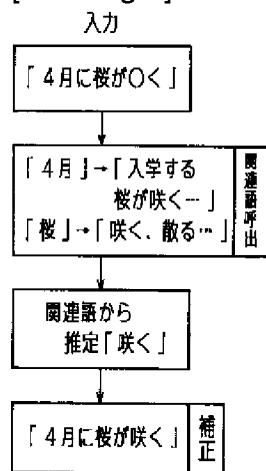 入力
「４月に桜が〇く」
「４月」→「入学する
桜が咲く…」
「桜」→「咲く、散る…」
関連語呼出
関連語から
推定「咲く」
「４月に桜が咲く」
補正